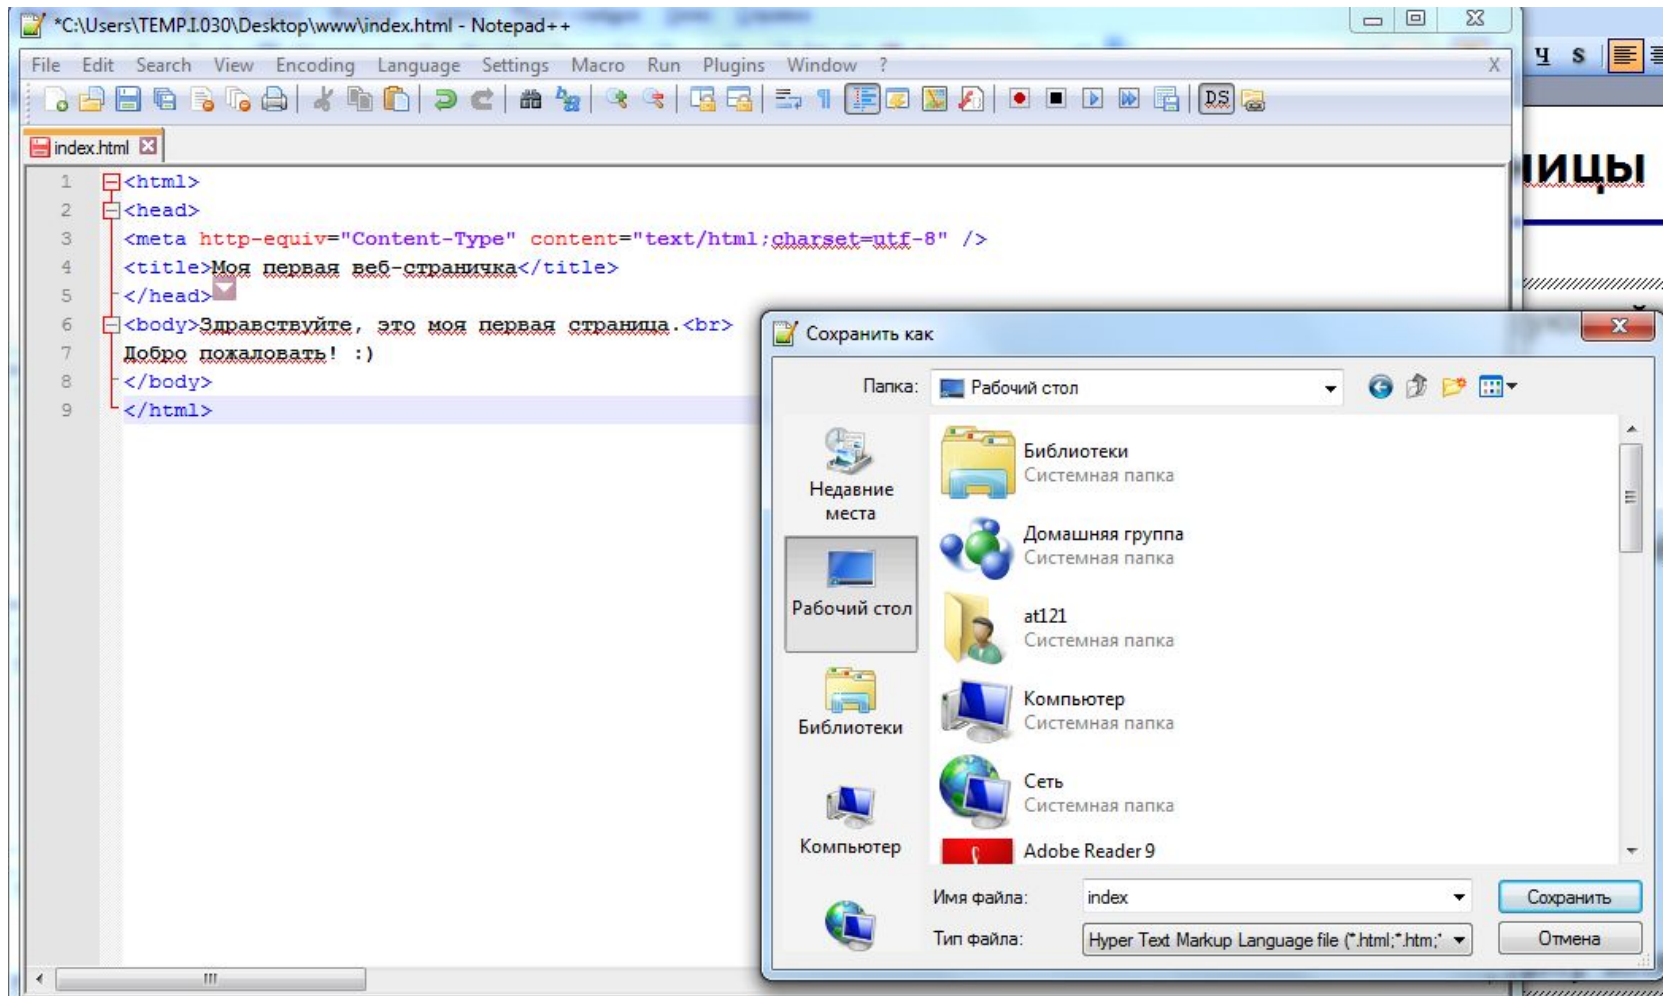 *C:\Users\TEMP.I.030\Desktop\www\index.html - Notepad++
File Edit Search View Encoding Language Settings Macro Run Plugins Window ? X
Ч S
index.html
ницы
1 <html>
2 <head>
3 <meta http-equiv="Content-Type" content="text/html;charset=utf-8" />
4 <title>Моя первая веб-страничка</title>
5 </head>
6 <body>Здравствуйте, это моя первая страница.<br>
7 Добро пожаловать! :)
8 </body>
9 </html>
Сохранить как
Папка: Рабочий стол
Недавние места
Рабочий стол
Библиотеки
Компьютер
Библиотеки
Системная папка
Домашняя группа
Системная папка
at121
Системная папка
Компьютер
Системная папка
Сеть
Системная папка
Adobe Reader 9
Имя файла: index
Сохранить
Тип файла: Hyper Text Markup Language file (*.html;*.htm;*
Отмена